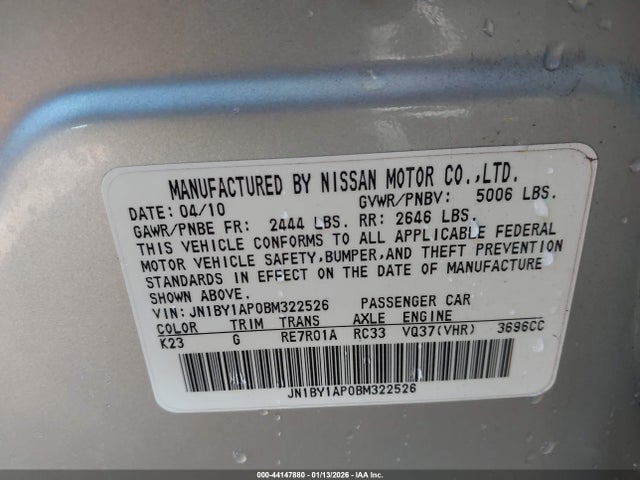 MANUFACTURED BY NISSAN MOTOR CO.,LTD.
DATE: 04/10 GVWR/PNBV: 5006 LBS.
GAWR/PNBE FR: 2444 LBS. RR: 2646 LBS.
THIS VEHICLE CONFORMS TO ALL APPLICABLE FEDERAL
MOTOR VEHICLE SAFETY,BUMPER,AND THEFT PREVENTION
STANDARDS IN EFFECT ON THE DATE OF MANUFACTURE
SHOWN ABOVE.
VIN: JN1BY1AP0BM322526 PASSENGER CAR
COLOR TRIM TRANS AXLE ENGINE
K23 G RE7R01A RC33 VQ37(VHR) 3696CC
JN1BY1AP0BM322526
000-44147880 - 01/13/2026 - IAA Inc.